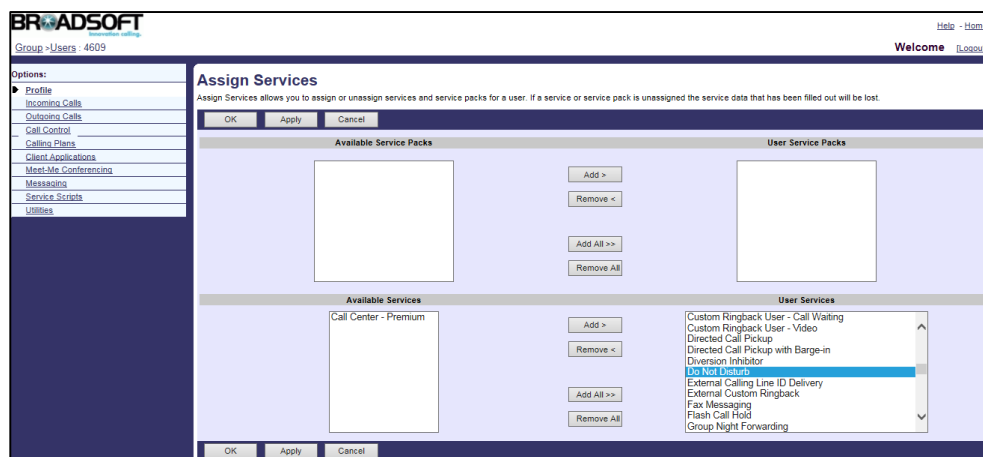 BROADSOFT
innovation calling.
Help - Hom
Group >Users : 4609
Welcome [Logou
Options:
Profile
Incoming Calls
Outgoing Calls
Call Control
Calling Plans
Client Applications
Meet-Me Conferencing
Messaging
Service Scripts
Utilities
Assign Services
Assign Services allows you to assign or unassign services and service packs for a user. If a service or service pack is unassigned the service data that has been filled out will be lost.
OK Apply Cancel
Available Service Packs User Service Packs
Add >
Remove <
Add All >>
Remove All
Available Services User Services
Call Center - Premium
Add >
Remove <
Add All >>
Remove All
Custom Ringback User - Call Waiting
Custom Ringback User - Video
Directed Call Pickup
Directed Call Pickup with Barge-in
Diversion Inhibitor
Do Not Disturb
External Calling Line ID Delivery
External Custom Ringback
Fax Messaging
Flash Call Hold
Group Night Forwarding
OK Apply Cancel